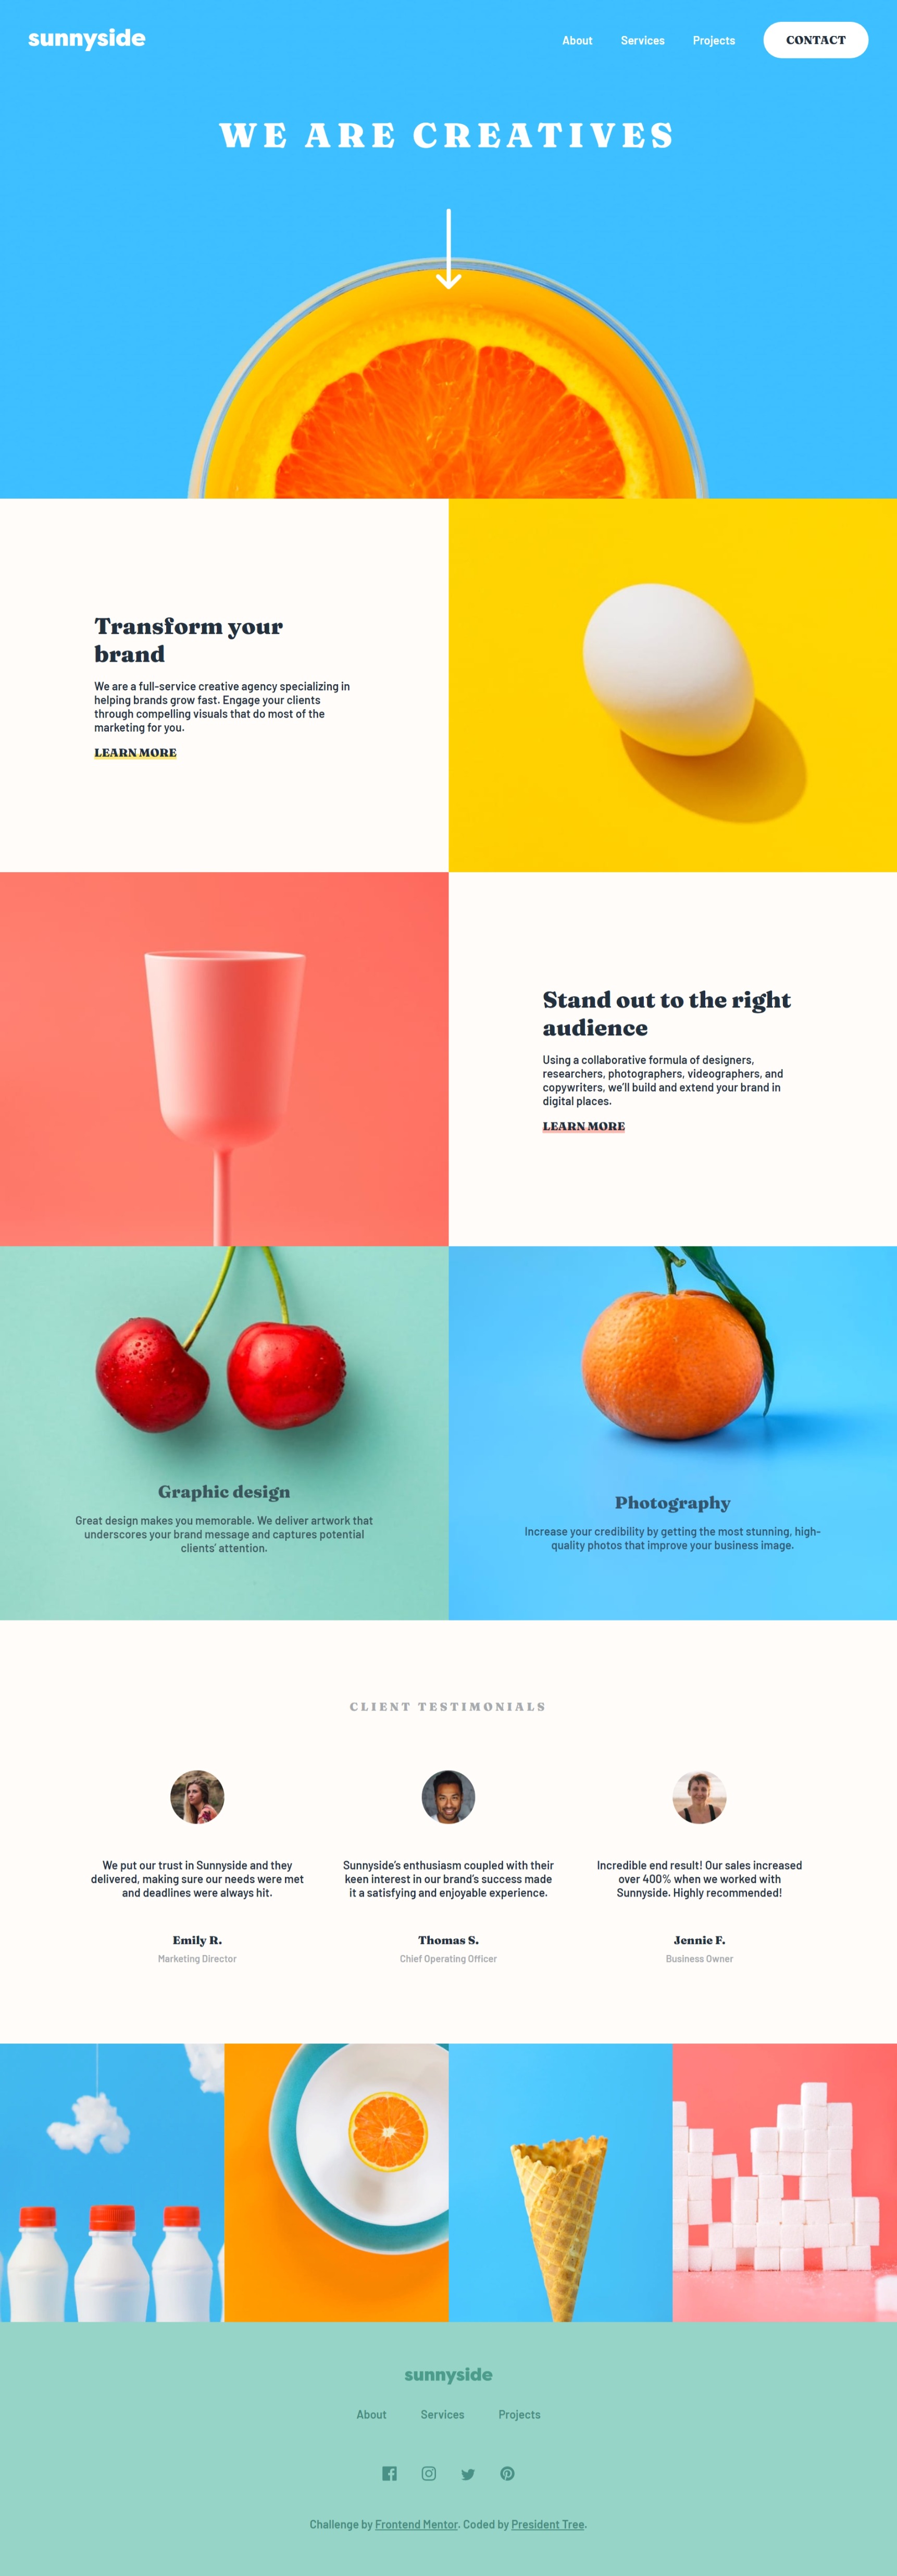 sunnyside
About Services Projects CONTACT
WE ARE CREATIVES
Transform your
brand
We are a full-service creative agency specializing in
helping brands grow fast. Engage your clients
through compelling visuals that do most of the
marketing for you.
LEARN MORE
Stand out to the right
audience
Using a collaborative formula of designers,
researchers, photographers, videographers, and
copywriters, we’ll build and extend your brand in
digital places.
LEARN MORE
Graphic design
Great design makes you memorable. We deliver artwork that
underscores your brand message and captures potential
clients’ attention.
Photography
Increase your credibility by getting the most stunning, high-
quality photos that improve your business image.
CLIENT TESTIMONIALS
We put our trust in Sunnyside and they
delivered, making sure our needs were met
and deadlines were always hit.
Emily R.
Marketing Director
Sunnyside’s enthusiasm coupled with their
keen interest in our brand’s success made
it a satisfying and enjoyable experience.
Thomas S.
Chief Operating Officer
Incredible end result! Our sales increased
over 400% when we worked with
Sunnyside. Highly recommended!
Jennie F.
Business Owner
sunnyside
About Services Projects
Challenge by Frontend Mentor. Coded by President Tree.